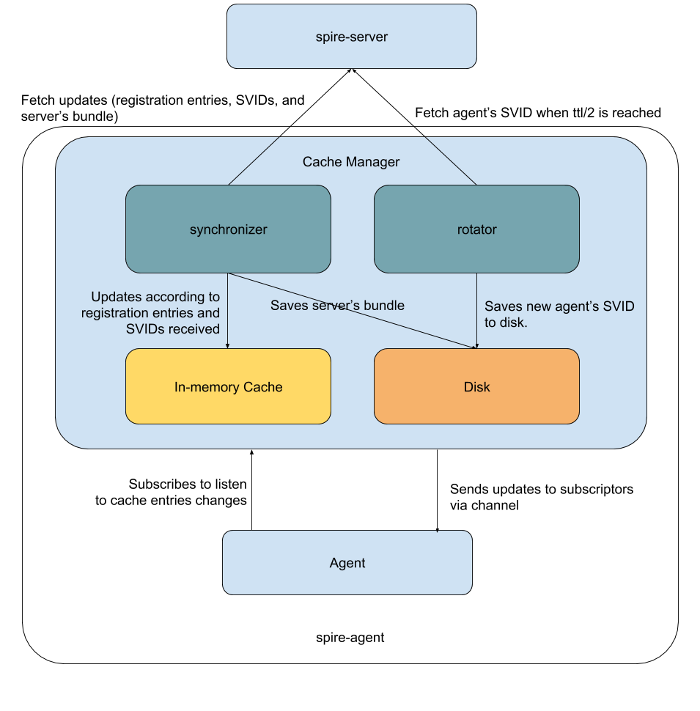 spire-server
Fetch updates (registration entries, SVIDs, and
server's bundle)
Fetch agent's SVID when ttl/2 is reached
Cache Manager
synchronizer
rotator
Updates according to
registration entries and
SVIDs received
Saves server's bundle
Saves new agent's SVID
to disk.
In-memory Cache
Disk
Subscribes to listen
to cache entries changes
Sends updates to subscriptors
via channel
Agent
spire-agent